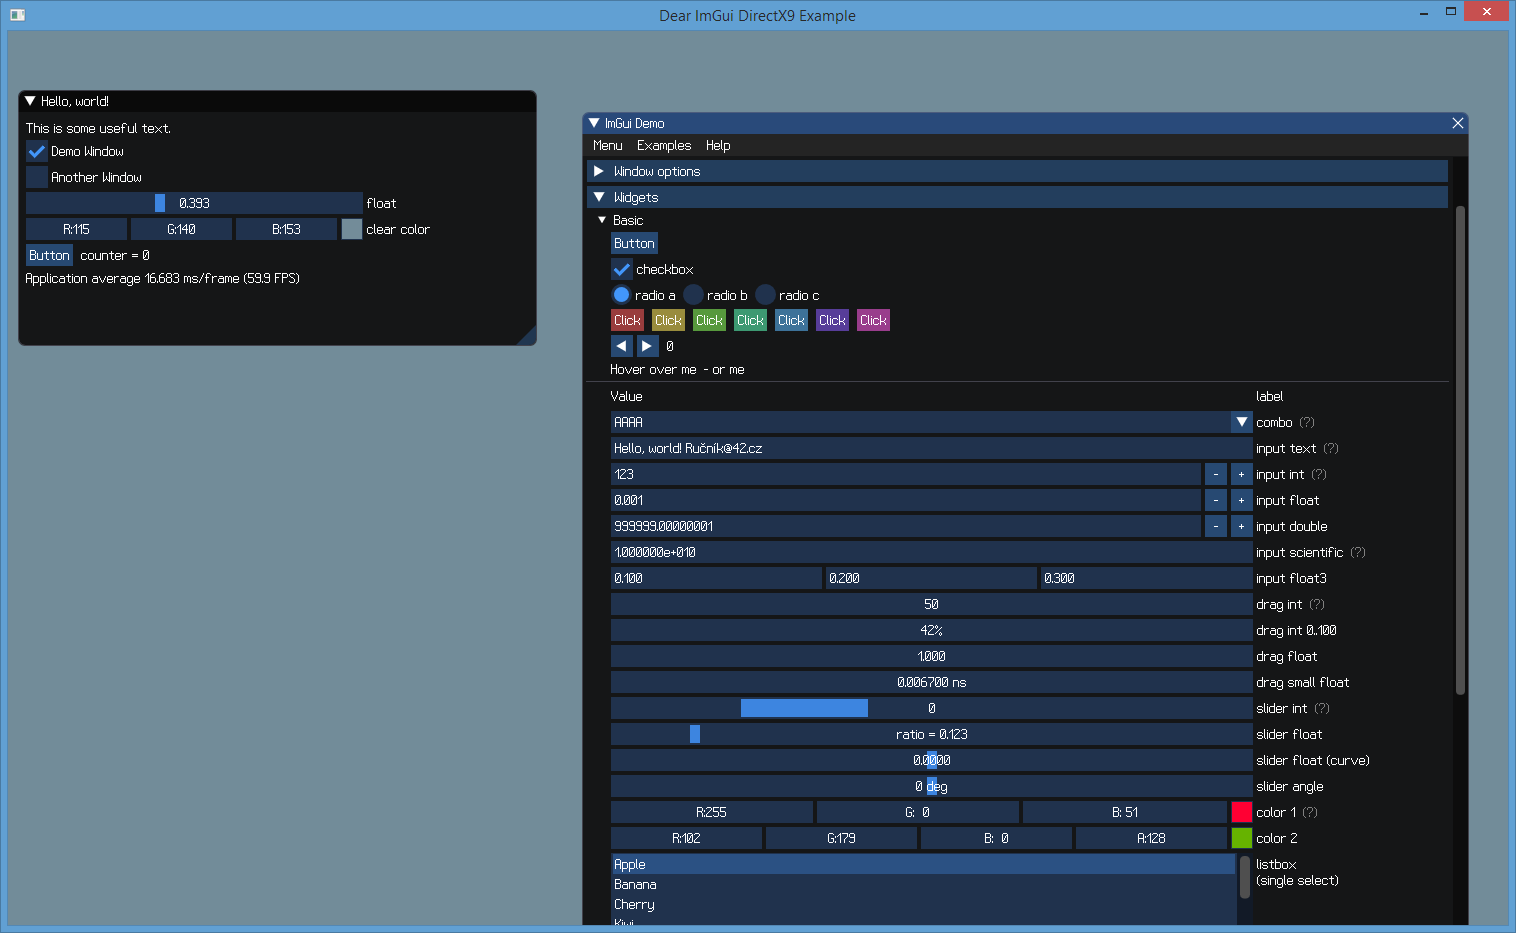 Dear ImGui DirectX9 Example
Hello, world!
This is some useful text.
Demo Window
Another Window
0.393 float
R:115 G:140 B:153 clear color
Button counter = 0
Application average 16.683 ms/frame (59.9 FPS)
ImGui Demo
Menu Examples Help
Window options
Widgets
Basic
Button
checkbox
radio a radio b radio c
Click Click Click Click Click Click Click
0
Hover over me - or me
Value label
AAAA combo (?)
Hello, world! Ručník@42.cz input text (?)
123 - + input int (?)
0.001 - + input float
999999.00000001 - + input double
1.000000e+010 input scientific (?)
0.100 0.200 0.300 input float3
50 drag int (?)
42% drag int 0..100
1.000 drag float
0.006700 ns drag small float
0 slider int (?)
ratio = 0.123 slider float
0.0000 slider float (curve)
0 deg slider angle
R:255 G: 0 B: 51 color 1 (?)
R:102 G:179 B: 0 A:128 color 2
Apple listbox
(single select)
Banana
Cherry
Kiwi